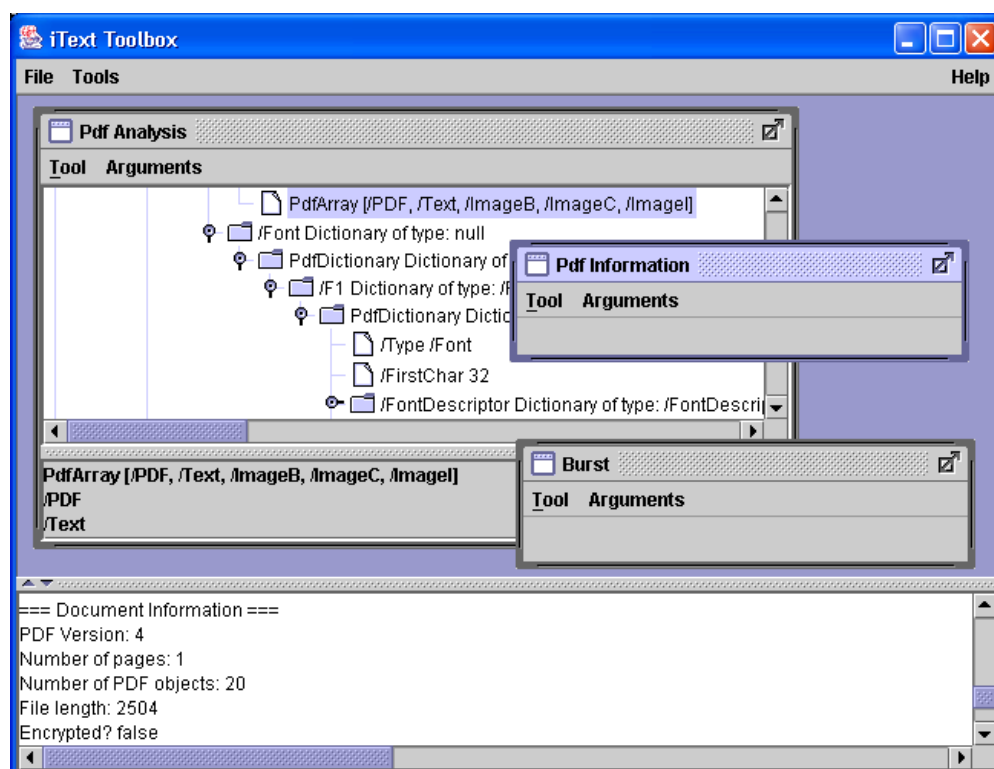 iText Toolbox
File Tools Help
Pdf Analysis
Tool Arguments
PdfArray [/PDF, /Text, /ImageB, /ImageC, /ImageI]
/Font Dictionary of type: null
PdfDictionary Dictionary of
/F1 Dictionary of type: /F
PdfDictionary Dictio
/Type /Font
/FirstChar 32
/FontDescriptor Dictionary of type: /FontDescri
PdfArray [/PDF, /Text, /ImageB, /ImageC, /ImageI]
/PDF
/Text
Pdf Information
Tool Arguments
Burst
Tool Arguments
=== Document Information ===
PDF Version: 4
Number of pages: 1
Number of PDF objects: 20
File length: 2504
Encrypted? false